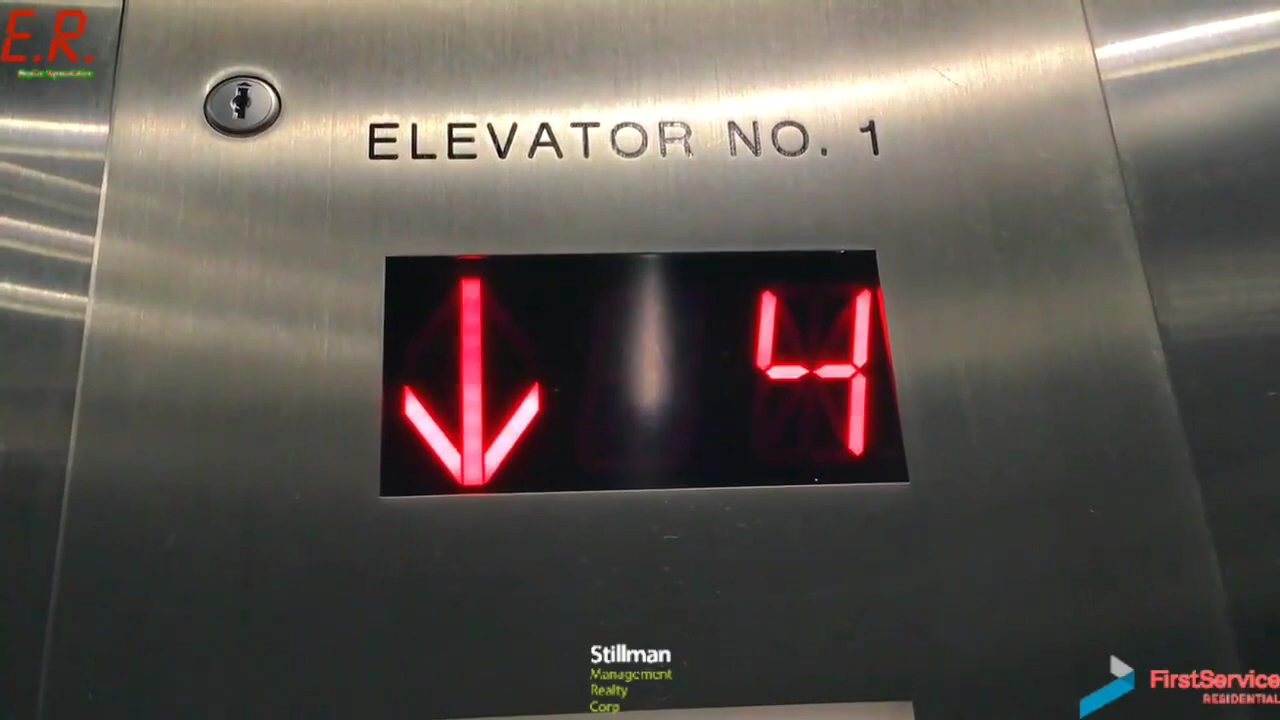 E.R.
ELEVATOR NO. 1
4
Stillman
Management
Realty
Corp
FirstService
RESIDENTIAL